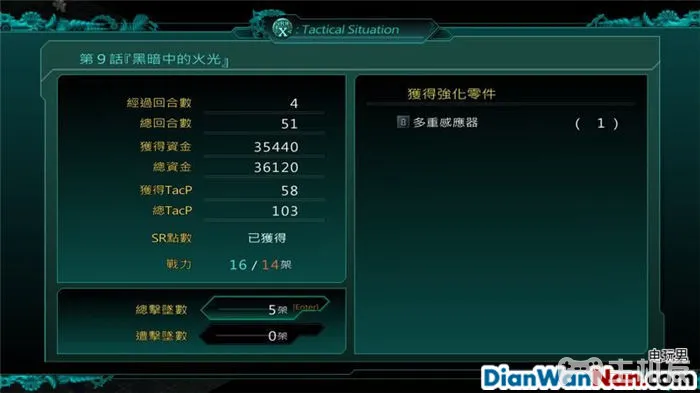 X : Tactical Situation
第9話『黑暗中的火光』
經過回合數 4
總回合數 51
獲得資金 35440
總資金 36120
獲得TacP 58
總TacP 103
SR點數 已獲得
戰力 16 / 14架
總擊墜數 5架 [Enter]
遭擊墜數 0架
獲得強化零件
多重感應器 ( 1 )
电玩男
DianWanNan.com